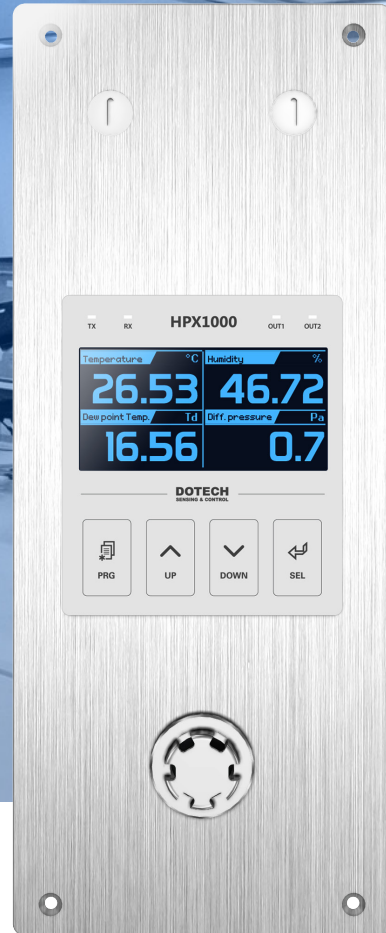 HPX1000
TX RX OUT1 OUT2
Temperature °C Humidity %
26.53 46.72
Dew point Temp. Td Diff. pressure Pa
16.56 0.7
DOTECH
SENSING & CONTROL
PRG UP DOWN SEL